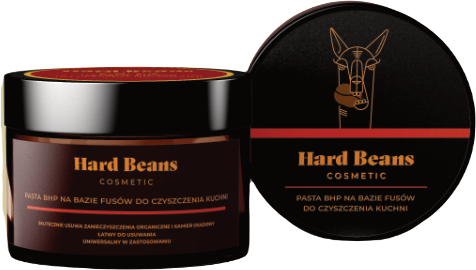 Hard Beans
COSMETIC
PASTA BHP NA BAZIE FUSÓW DO CZYSZCZENIA KUCHNI
SKUTECZNIE USUWA ZANIECZYSZCZENIA ORGANICZNE I KAMIEŃ OSADOWY
ŁATWY DO USUWANIA
UNIWERSALNY W ZASTOSOWANIU
Hard Beans
COSMETIC
PASTA BHP NA BAZIE FUSÓW
DO CZYSZCZENIA KUCHNI